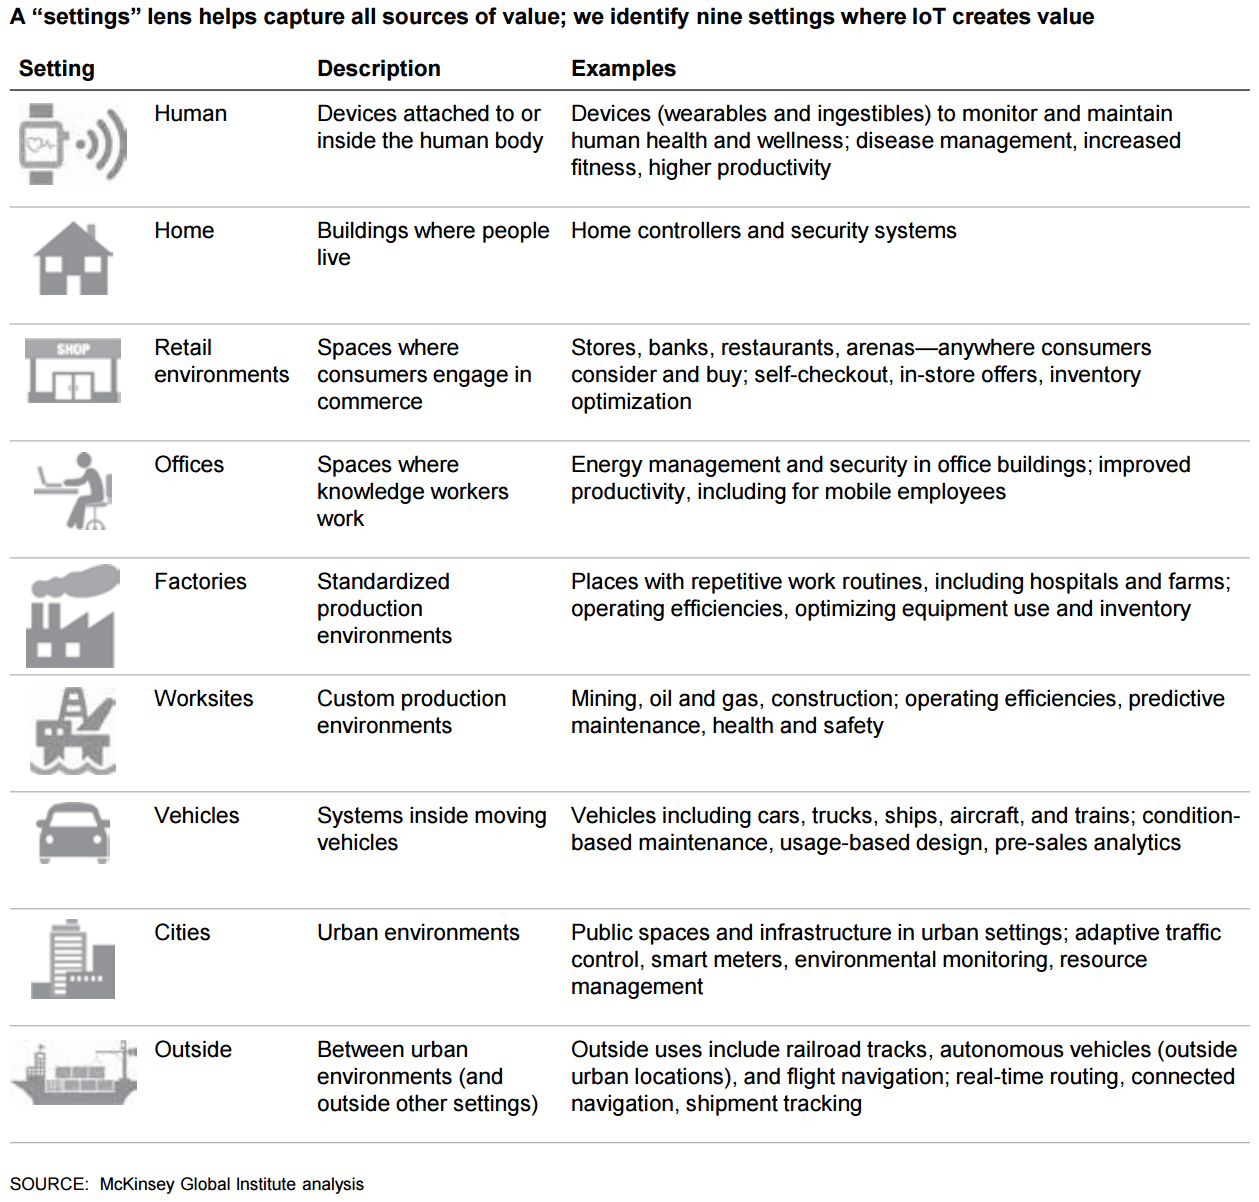 A “settings” lens helps capture all sources of value; we identify nine settings where IoT creates value
Setting Description Examples
Human
Devices attached to or
inside the human body
Devices (wearables and ingestibles) to monitor and maintain
human health and wellness; disease management, increased
fitness, higher productivity
Home
Buildings where people
live
Home controllers and security systems
SHOP
Retail
environments
Spaces where
consumers engage in
commerce
Stores, banks, restaurants, arenas—anywhere consumers
consider and buy; self-checkout, in-store offers, inventory
optimization
Offices
Spaces where
knowledge workers
work
Energy management and security in office buildings; improved
productivity, including for mobile employees
Factories
Standardized
production
environments
Places with repetitive work routines, including hospitals and farms;
operating efficiencies, optimizing equipment use and inventory
Worksites
Custom production
environments
Mining, oil and gas, construction; operating efficiencies, predictive
maintenance, health and safety
Vehicles
Systems inside moving
vehicles
Vehicles including cars, trucks, ships, aircraft, and trains; condition-
based maintenance, usage-based design, pre-sales analytics
Cities
Urban environments
Public spaces and infrastructure in urban settings; adaptive traffic
control, smart meters, environmental monitoring, resource
management
Outside
Between urban
environments (and
outside other settings)
Outside uses include railroad tracks, autonomous vehicles (outside
urban locations), and flight navigation; real-time routing, connected
navigation, shipment tracking
SOURCE: McKinsey Global Institute analysis